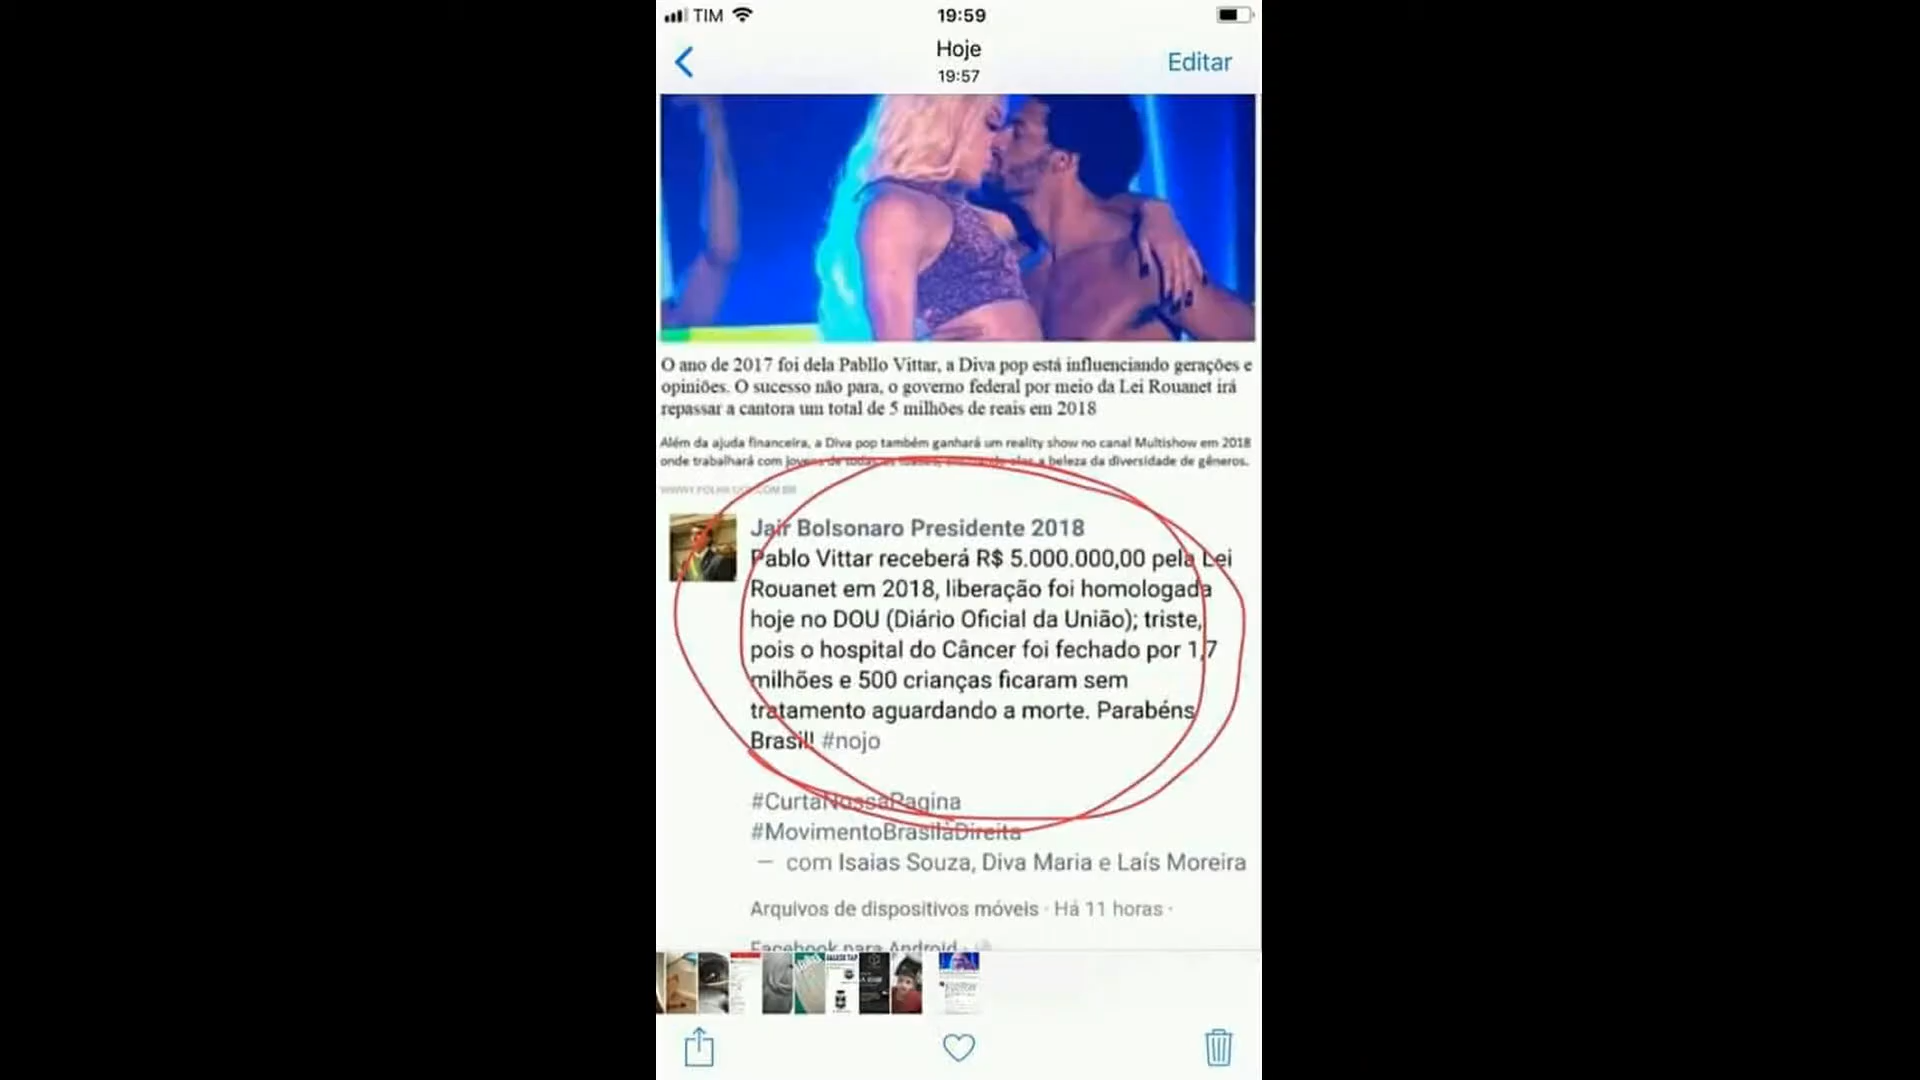 TIM
19:59
Hoje
19:57
Editar
O ano de 2017 foi dela Pabllo Vittar, a Diva pop está influenciando gerações e
opiniões. O sucesso não para, o governo federal por meio da Lei Rouanet irá
repassar a cantora um total de 5 milhões de reais em 2018
Além da ajuda financeira, a Diva pop também ganhará um reality show no canal Multishow em 2018
onde trabalhará com jovens de todas as a beleza da diversidade de gêneros.
Jair Bolsonaro Presidente 2018
Pablo Vittar receberá R$ 5.000.000,00 pela Lei
Rouanet em 2018, liberação foi homologada
hoje no DOU (Diário Oficial da União); triste,
pois o hospital do Câncer foi fechado por 1,7
milhões e 500 crianças ficaram sem
tratamento aguardando a morte. Parabéns
Brasil! #nojo
#CurtaNossaPagina
#MovimentoBrasilàDireita
— com Isaias Souza, Diva Maria e Laís Moreira
Arquivos de dispositivos móveis · Há 11 horas ·
Facebook para Android ·